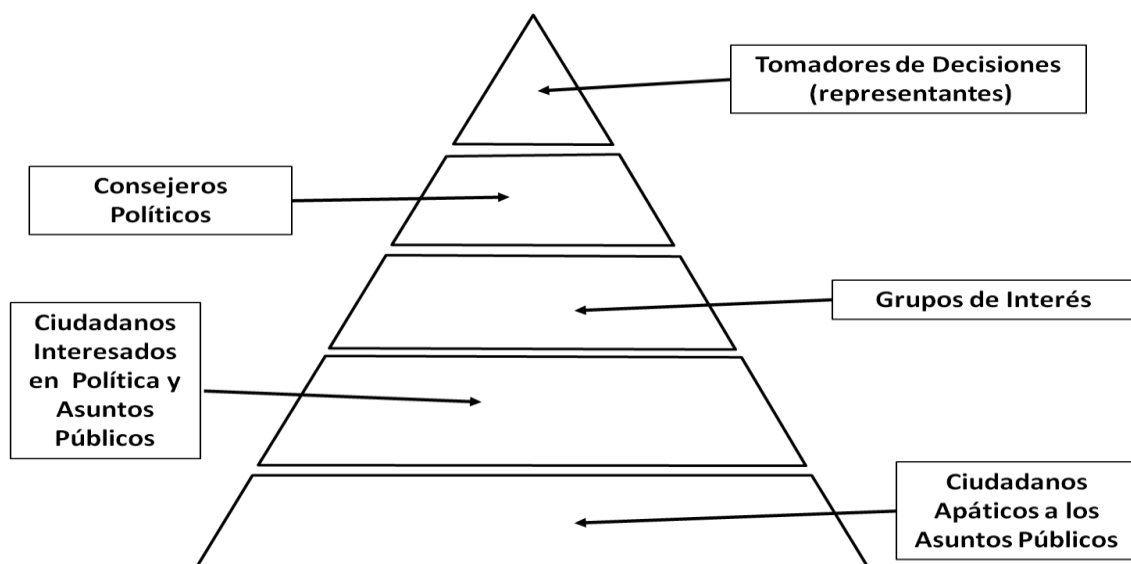 Tomadores de Decisiones
(representantes)
Consejeros
Políticos
Grupos de Interés
Ciudadanos
Interesados
en Política y
Asuntos
Públicos
Ciudadanos
Apáticos a los
Asuntos Públicos